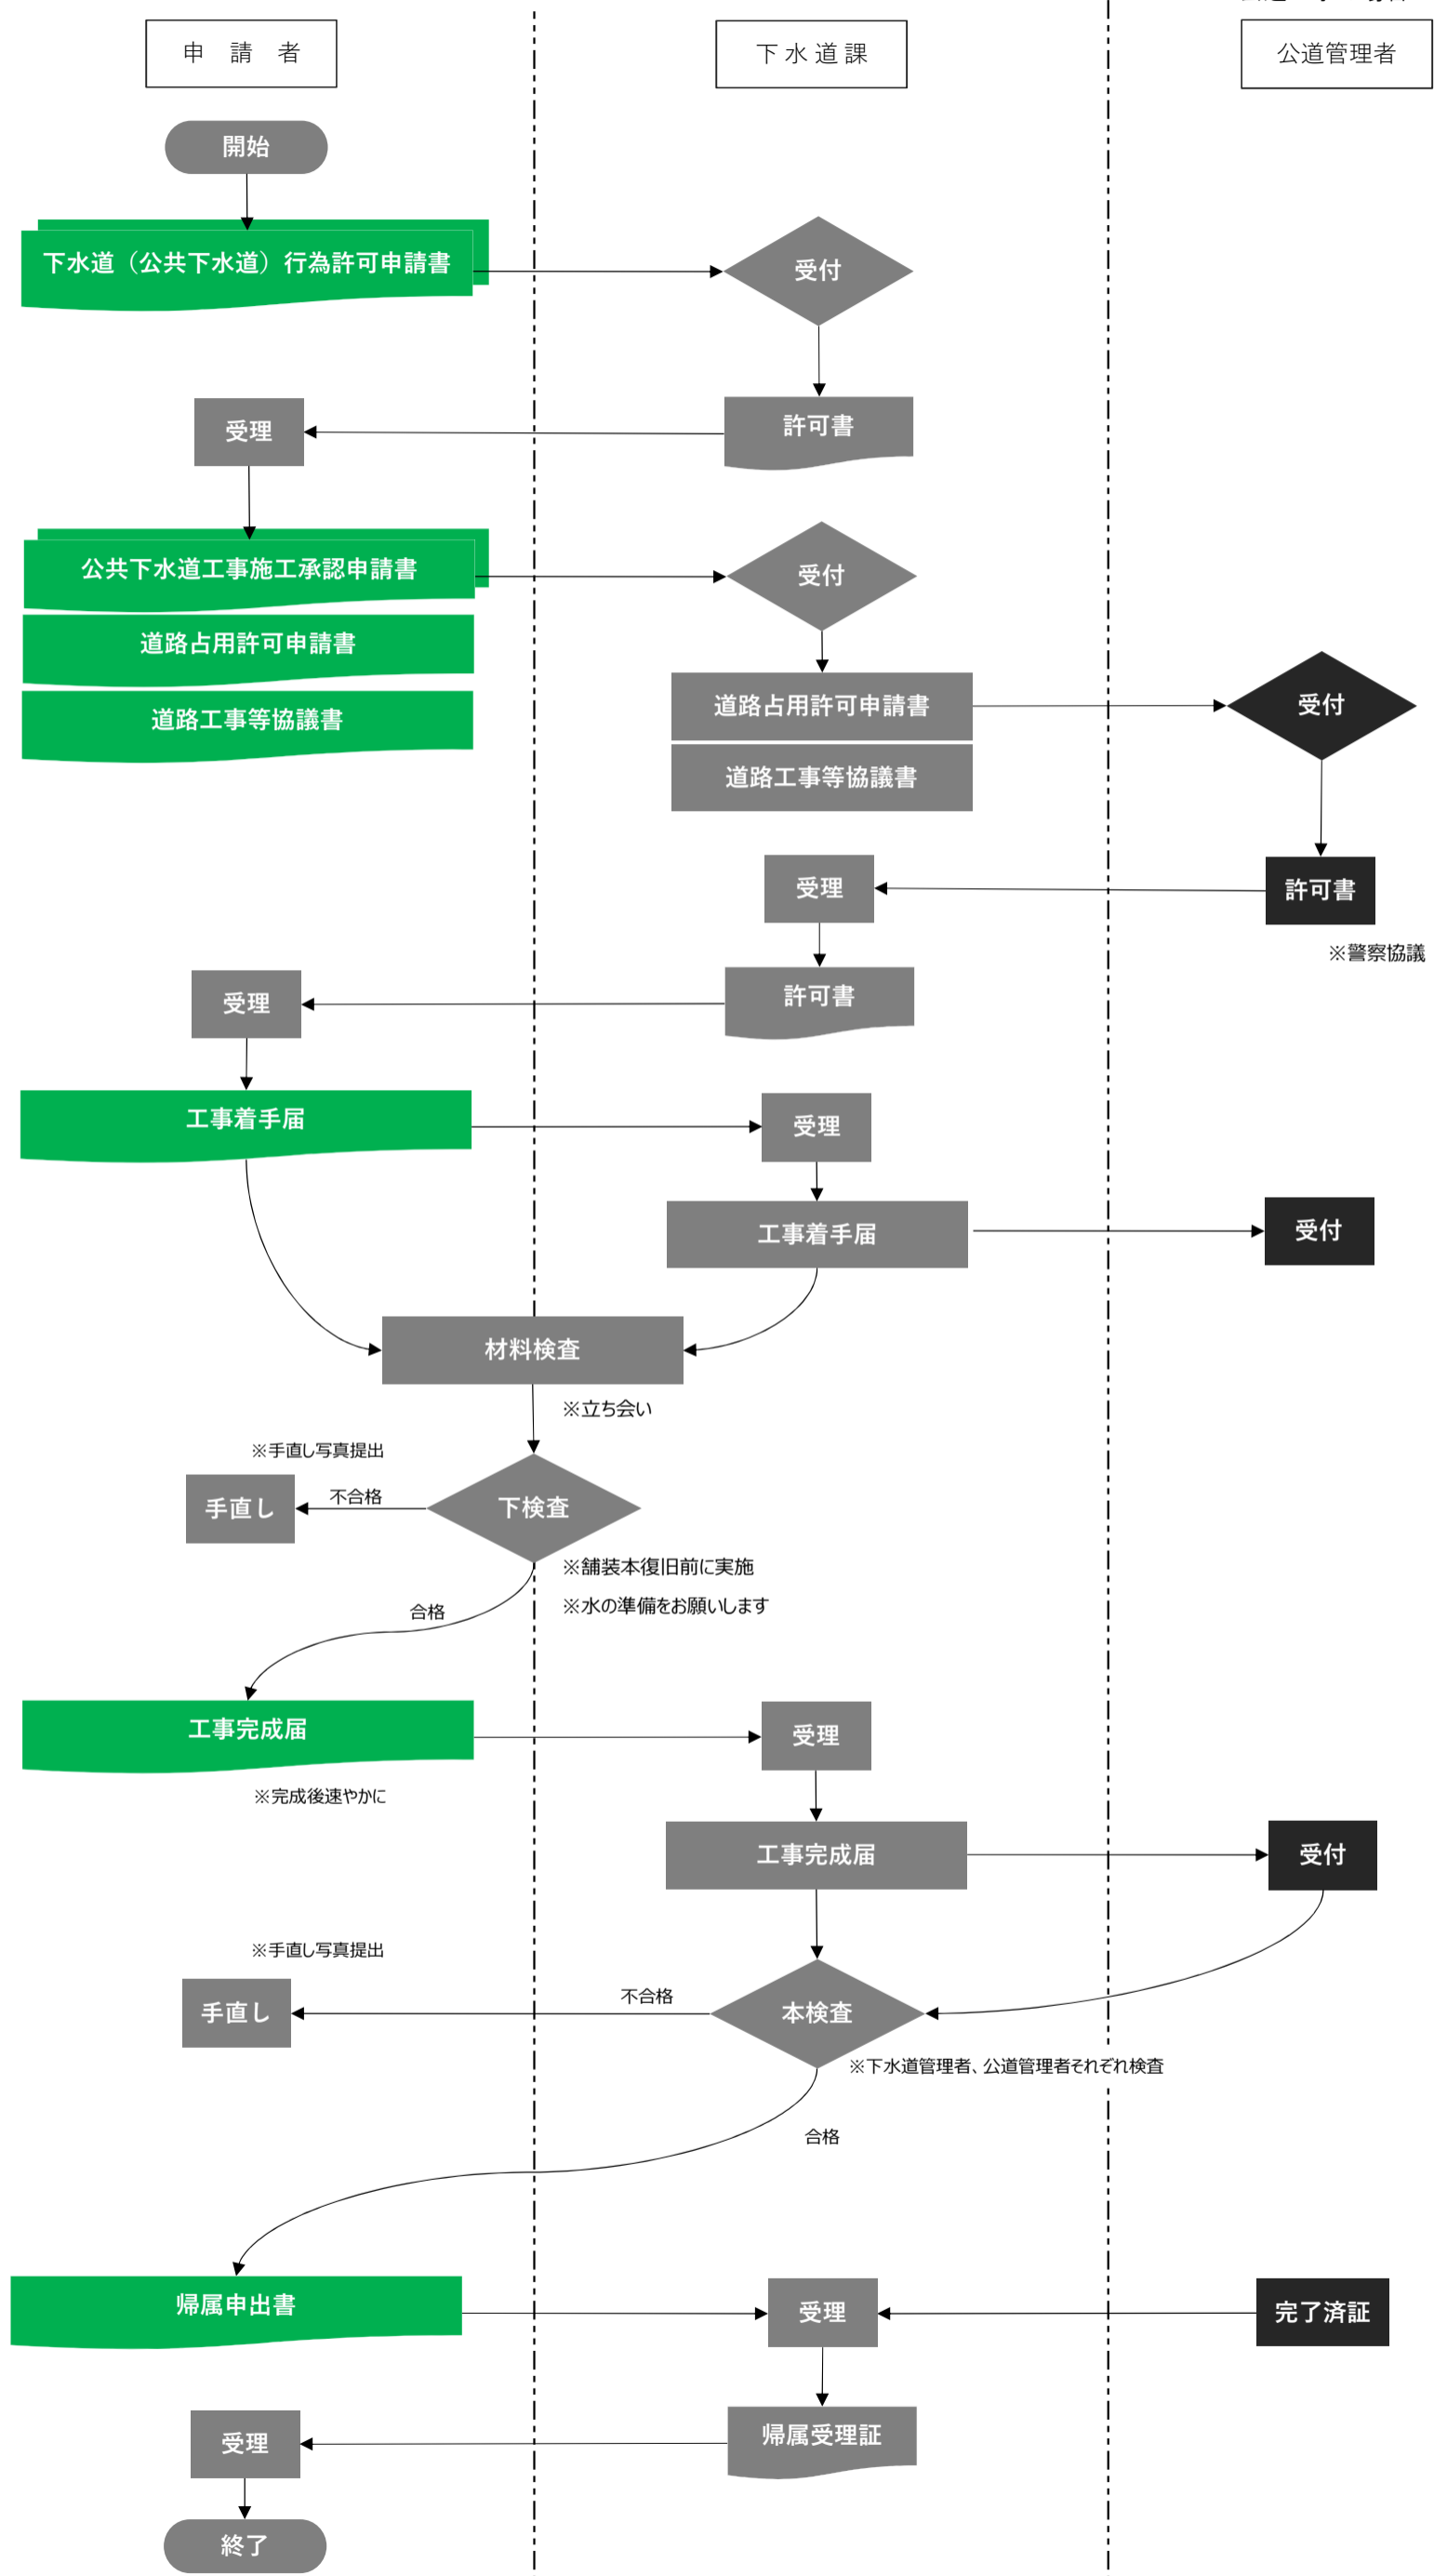 申　請　者
下 水 道 課
公道管理者
開始
下水道（公共下水道）行為許可申請書
受付
許可書
受理
公共下水道工事施工承認申請書
受付
道路占用許可申請書
道路工事等協議書
道路占用許可申請書
受付
道路工事等協議書
受理
許可書
※警察協議
受理
許可書
工事着手届
受理
工事着手届
受付
材料検査
※立ち会い
※手直し写真提出
手直し
不合格
下検査
※舗装本復旧前に実施
※水の準備をお願いします
合格
工事完成届
受理
※完成後速やかに
工事完成届
受付
※手直し写真提出
手直し
不合格
本検査
※下水道管理者、公道管理者それぞれ検査
合格
帰属申出書
受理
完了済証
受理
帰属受理証
終了